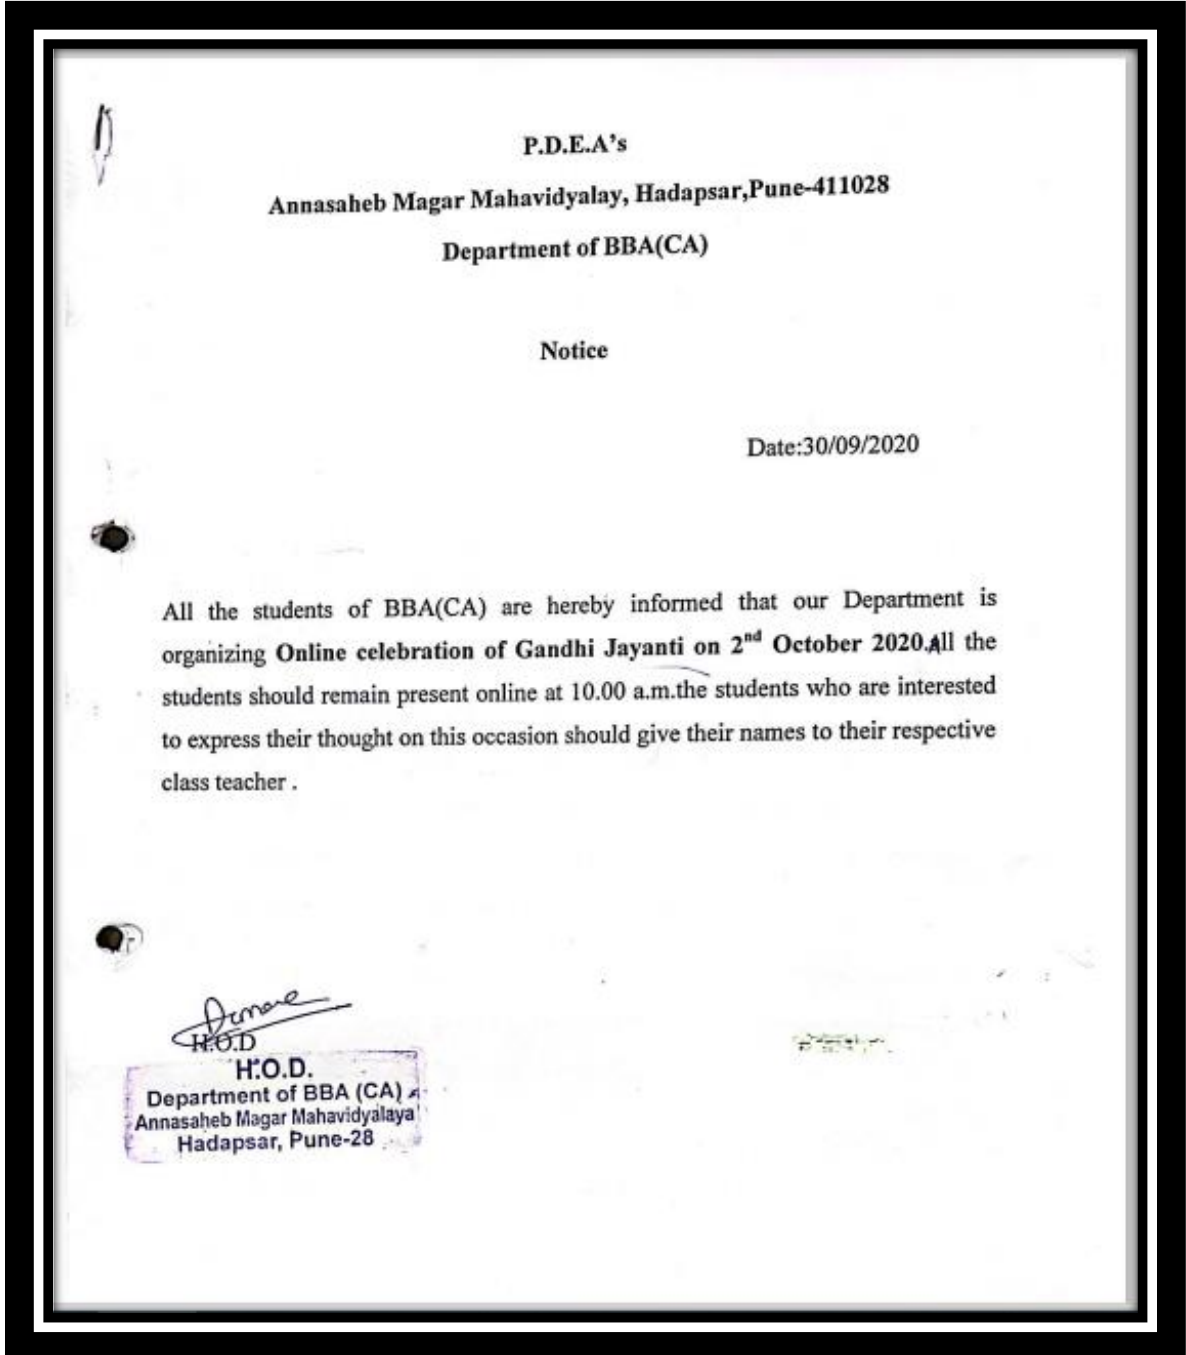 P.D.E.A's
Annasaheb Magar Mahavidyalay, Hadapsar,Pune-411028
Department of BBA(CA)
Notice
Date:30/09/2020
All the students of BBA(CA) are hereby informed that our Department is
organizing Online celebration of Gandhi Jayanti on 2nd October 2020.All the
students should remain present online at 10.00 a.m.the students who are interested
to express their thought on this occasion should give their names to their respective
class teacher .
H.O.D
H.O.D.
Department of BBA (CA)
Annasaheb Magar Mahavidyalaya
Hadapsar, Pune-28